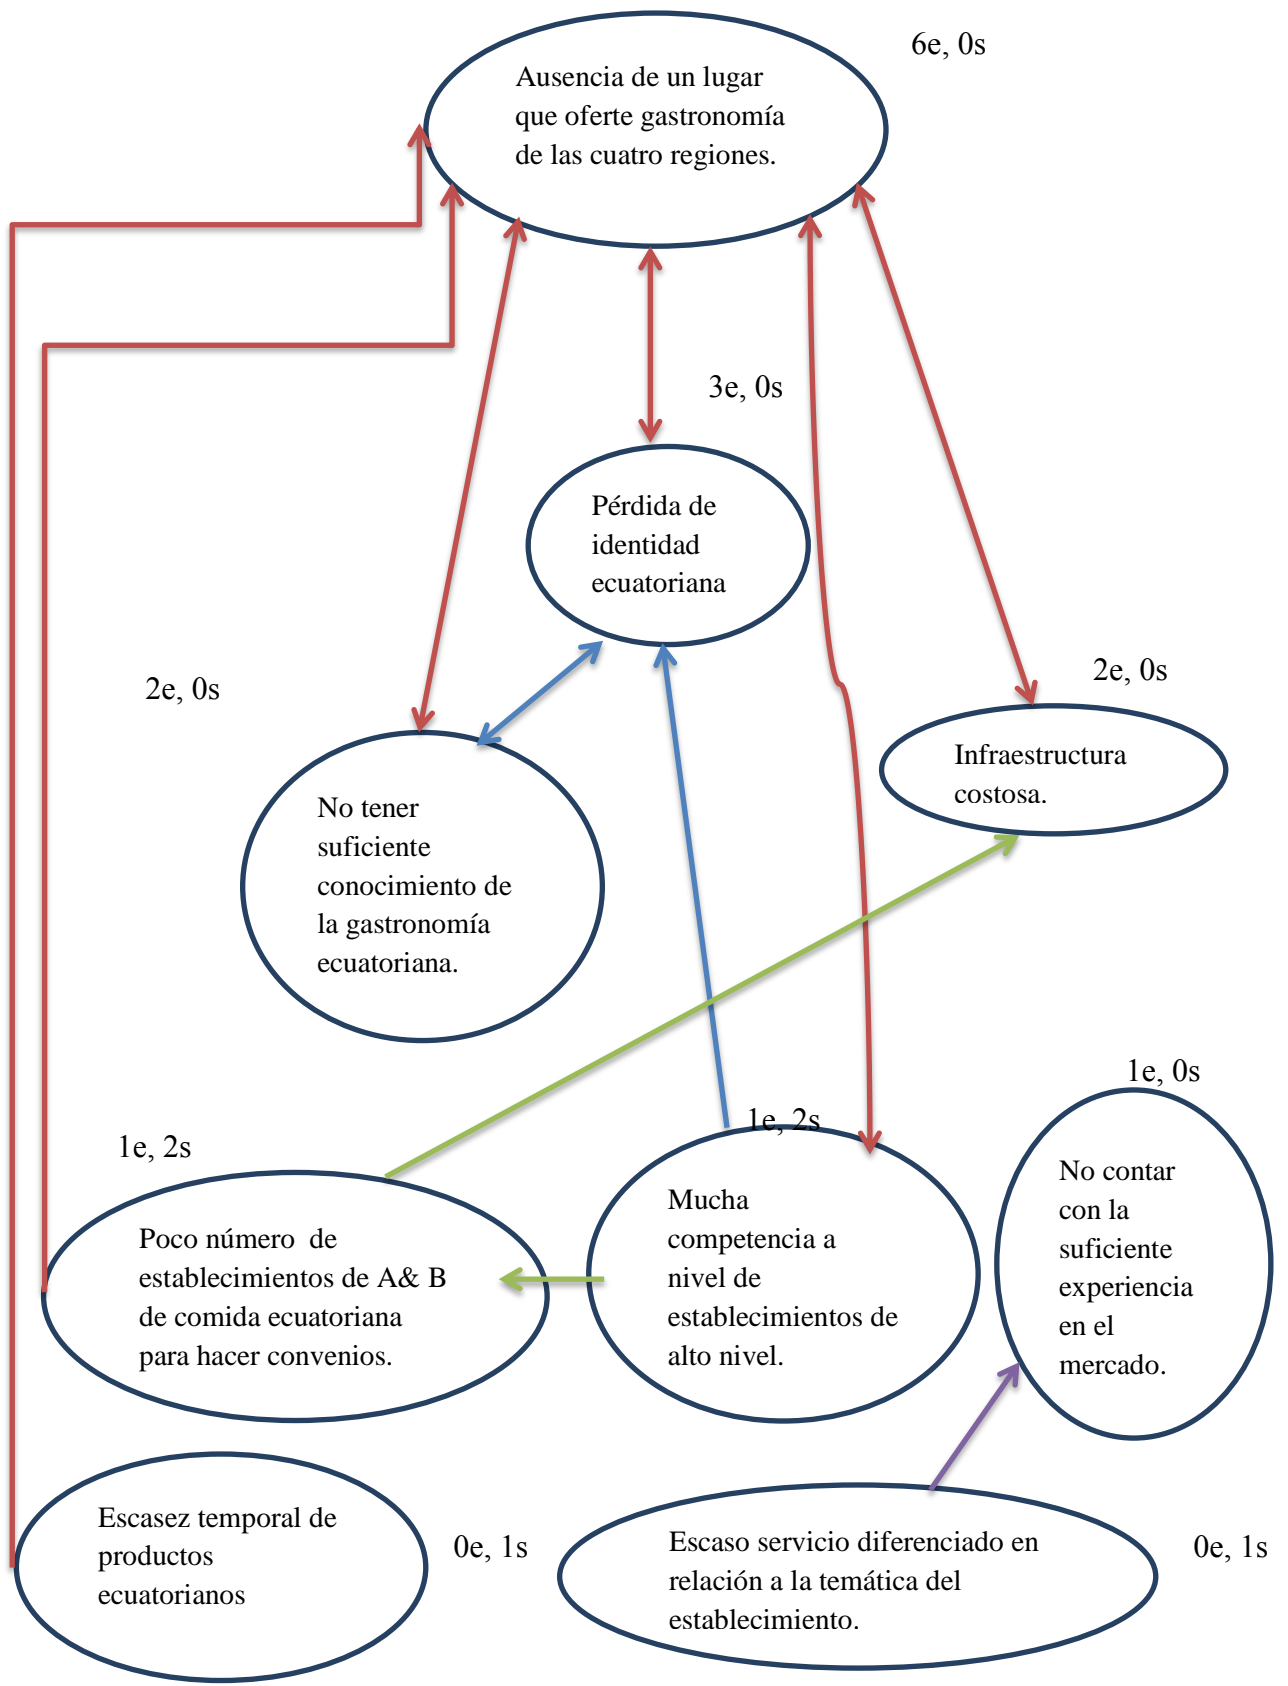 6e, 0s
Ausencia de un lugar
que oferte gastronomía
de las cuatro regiones.
3e, 0s
Pérdida de
identidad
ecuatoriana
2e, 0s
2e, 0s
Infraestructura
costosa.
No tener
suficiente
conocimiento de
la gastronomía
ecuatoriana.
1e, 0s
1e, 2s
1e, 2s
No contar
con la
suficiente
experiencia
en el
mercado.
Mucha
competencia a
nivel de
establecimientos de
alto nivel.
Poco número  de
establecimientos de A& B
de comida ecuatoriana
para hacer convenios.
Escasez temporal de
productos
ecuatorianos
0e, 1s
Escaso servicio diferenciado en
relación a la temática del
establecimiento.
0e, 1s